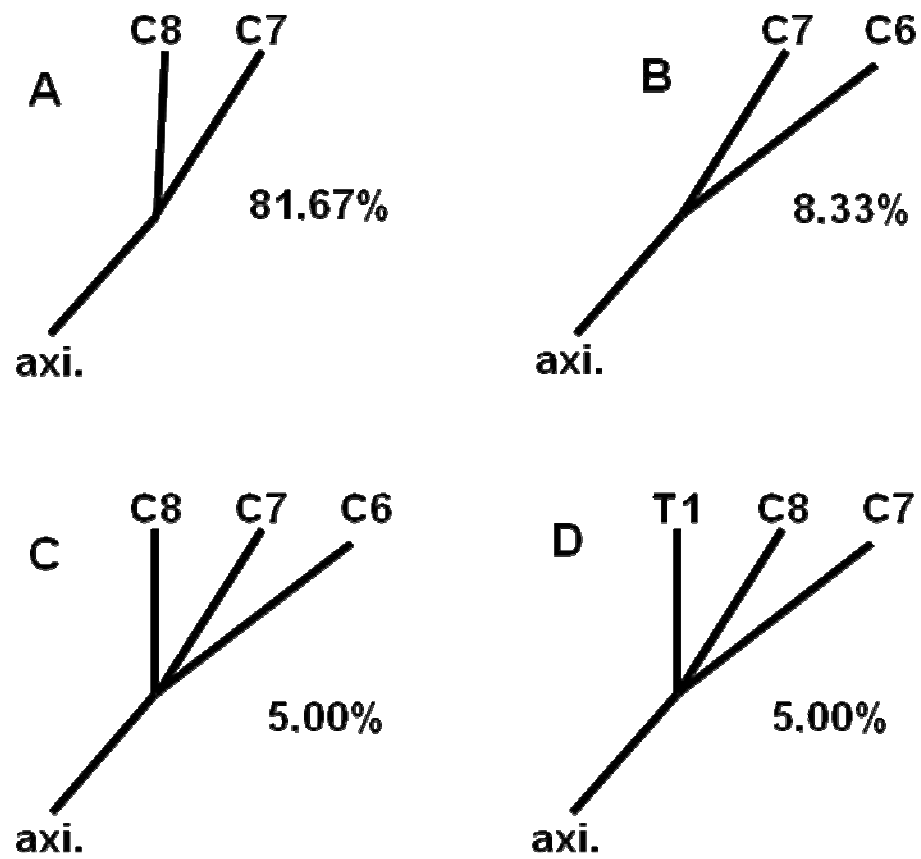 C8 C7
A
81.67%
axi.
C7 C6
B
8.33%
axi.
C8 C7 C6
C
5.00%
axi.
T1 C8 C7
D
5.00%
axi.